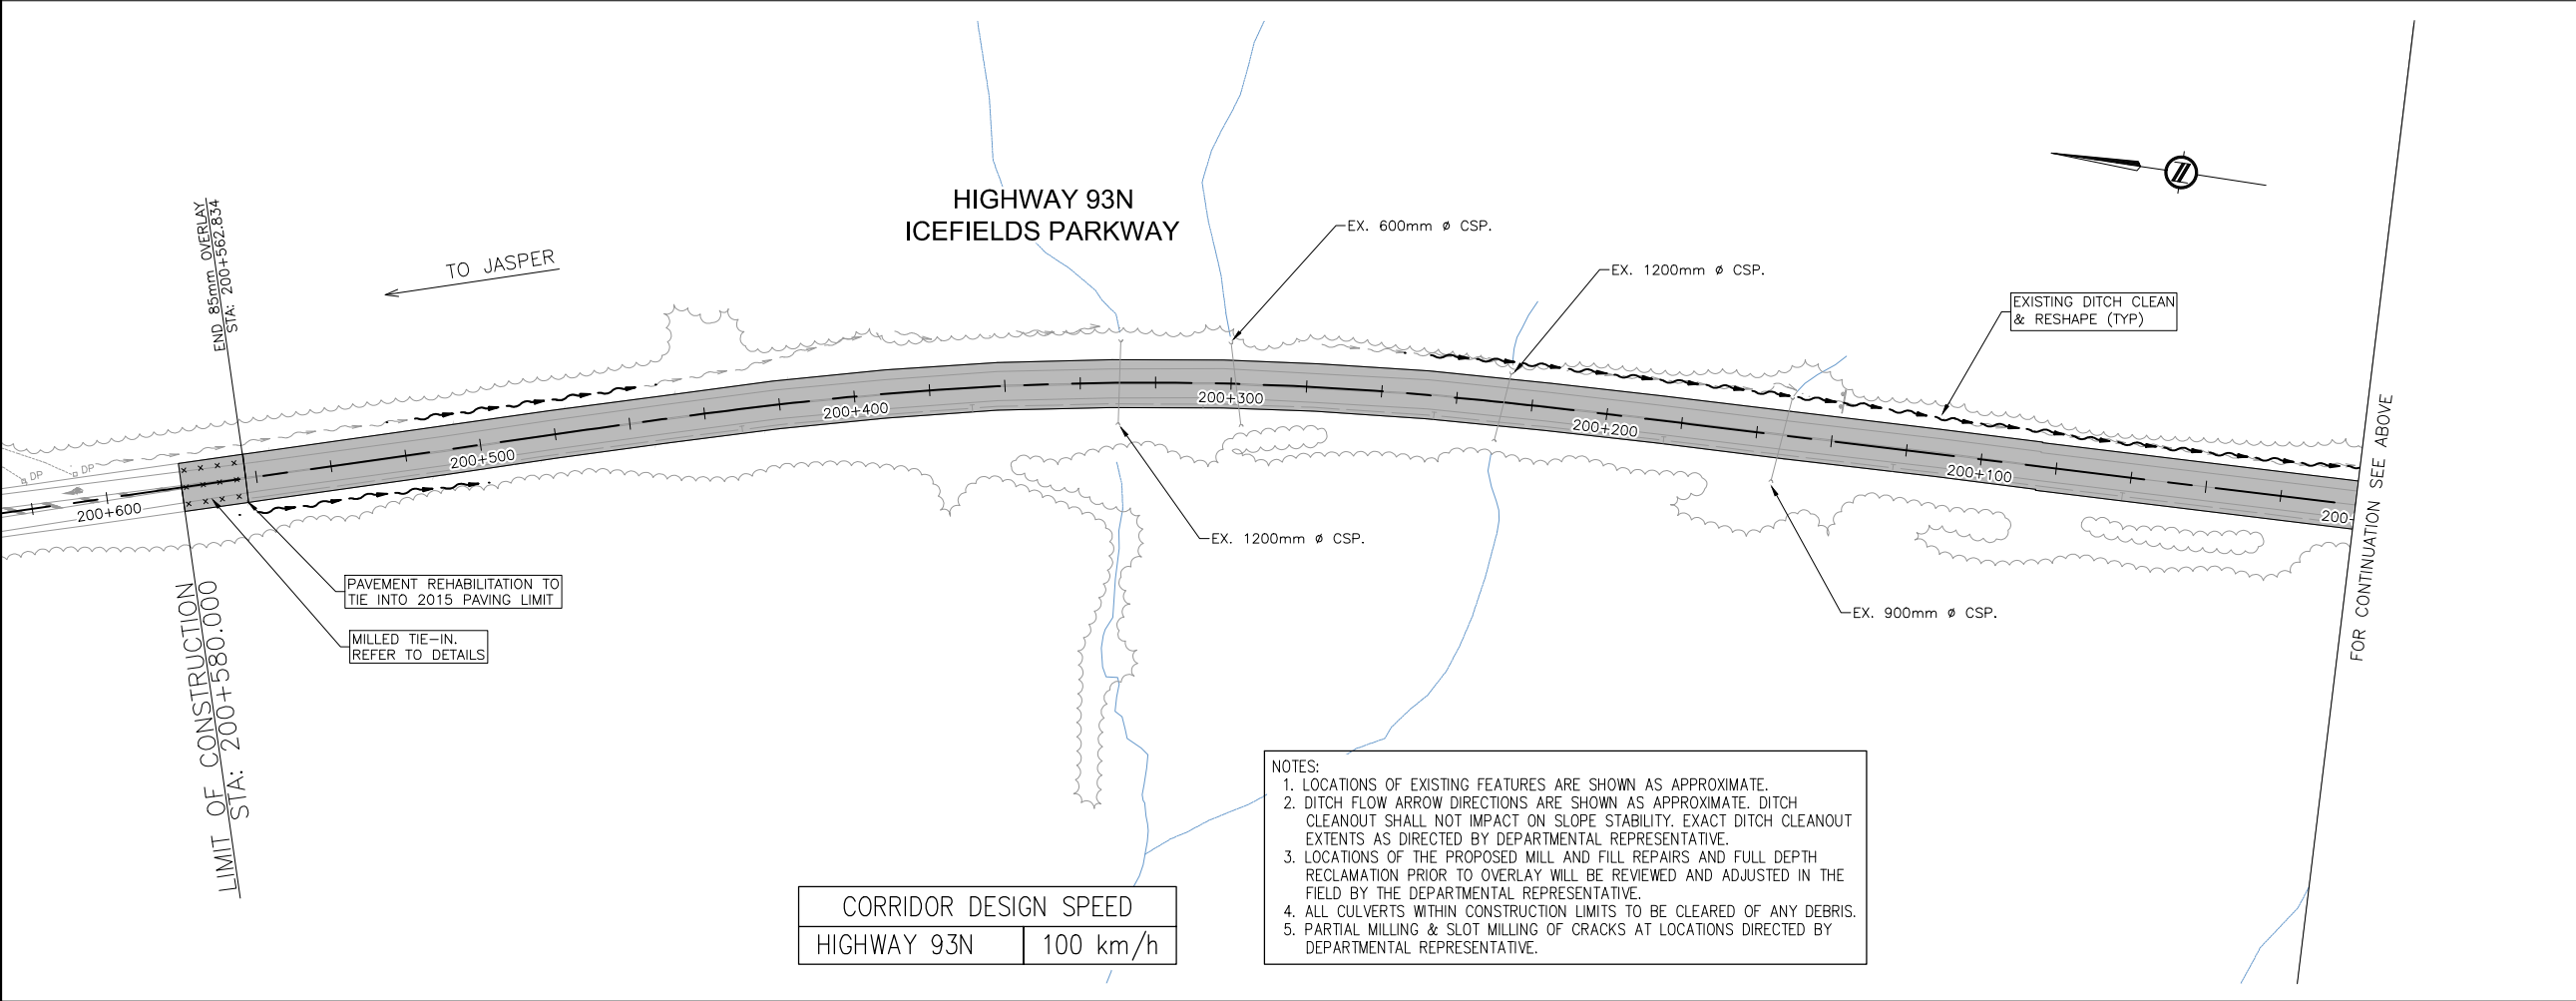 HIGHWAY 93N
ICEFIELDS PARKWAY
END 85mm OVERLAY
STA: 200+562.834
TO JASPER
EX. 600mm ø CSP.
EX. 1200mm ø CSP.
EXISTING DITCH CLEAN
& RESHAPE (TYP)
DP
DP
200+600
200+500
200+400
200+300
200+200
200+100
200-
FOR CONTINUATION SEE ABOVE
EX. 1200mm ø CSP.
EX. 900mm ø CSP.
PAVEMENT REHABILITATION TO
TIE INTO 2015 PAVING LIMIT
MILLED TIE-IN.
REFER TO DETAILS
LIMIT OF CONSTRUCTION
STA: 200+580.000
CORRIDOR DESIGN SPEED
HIGHWAY 93N 100 km/h
NOTES:
1. LOCATIONS OF EXISTING FEATURES ARE SHOWN AS APPROXIMATE.
2. DITCH FLOW ARROW DIRECTIONS ARE SHOWN AS APPROXIMATE. DITCH
CLEANOUT SHALL NOT IMPACT ON SLOPE STABILITY. EXACT DITCH CLEANOUT
EXTENTS AS DIRECTED BY DEPARTMENTAL REPRESENTATIVE.
3. LOCATIONS OF THE PROPOSED MILL AND FILL REPAIRS AND FULL DEPTH
RECLAMATION PRIOR TO OVERLAY WILL BE REVIEWED AND ADJUSTED IN THE
FIELD BY THE DEPARTMENTAL REPRESENTATIVE.
4. ALL CULVERTS WITHIN CONSTRUCTION LIMITS TO BE CLEARED OF ANY DEBRIS.
5. PARTIAL MILLING & SLOT MILLING OF CRACKS AT LOCATIONS DIRECTED BY
DEPARTMENTAL REPRESENTATIVE.